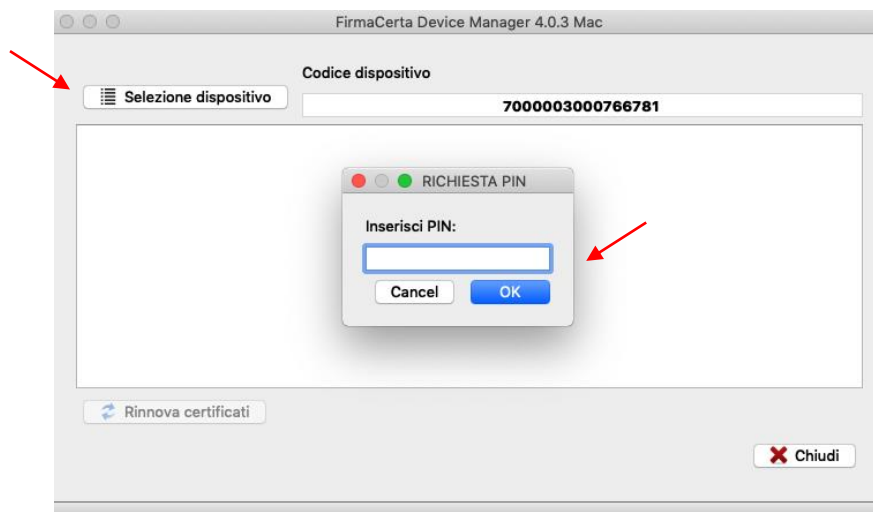 FirmaCerta Device Manager 4.0.3 Mac
Codice dispositivo
Selezione dispositivo
7000003000766781
RICHIESTA PIN
Inserisci PIN:
Cancel
OK
Rinnova certificati
Chiudi